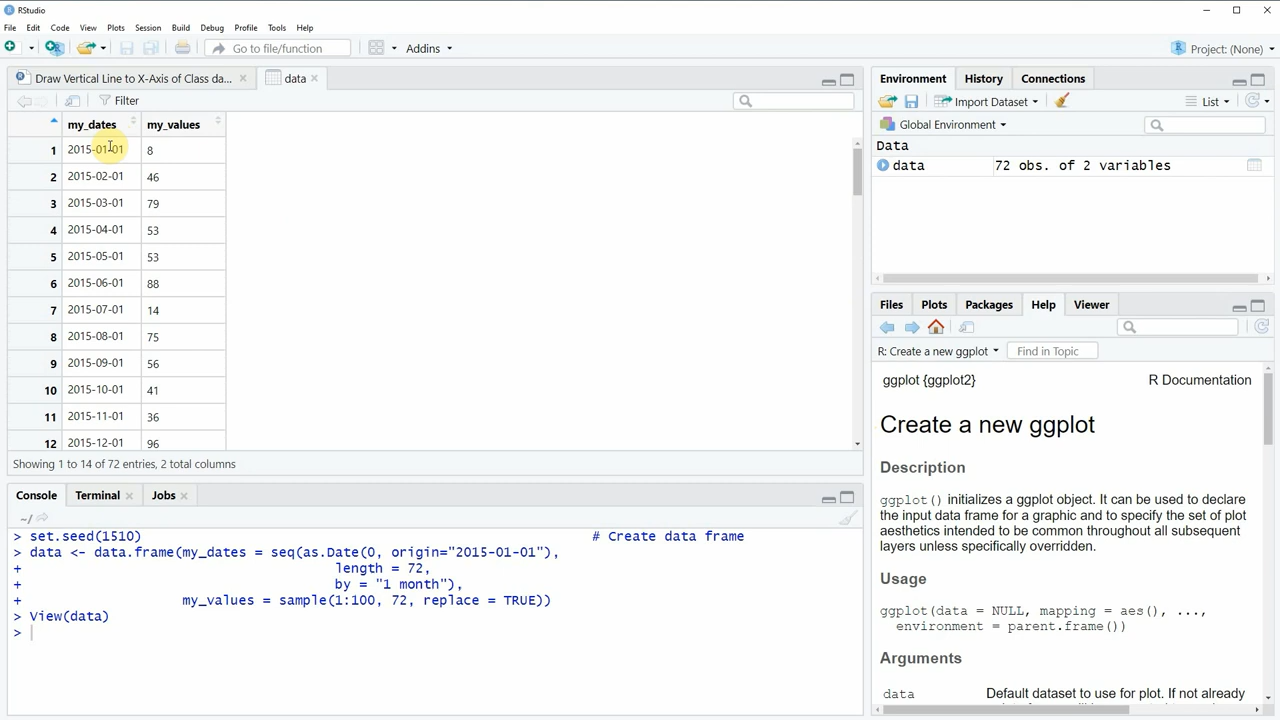 RStudio
File Edit Code View Plots Session Build Debug Profile Tools Help
Go to file/function Addins Project: (None)
Draw Vertical Line to X-Axis of Class da... data
Filter
my_dates my_values
1 2015-01-01 8
2 2015-02-01 46
3 2015-03-01 79
4 2015-04-01 53
5 2015-05-01 53
6 2015-06-01 88
7 2015-07-01 14
8 2015-08-01 75
9 2015-09-01 56
10 2015-10-01 41
11 2015-11-01 36
12 2015-12-01 96
Showing 1 to 14 of 72 entries, 2 total columns
Console Terminal Jobs
~/
> set.seed(1510) # Create data frame
> data <- data.frame(my_dates = seq(as.Date(0, origin="2015-01-01"),
+ length = 72,
+ by = "1 month"),
+ my_values = sample(1:100, 72, replace = TRUE))
> View(data)
>
Environment History Connections
Import Dataset List
Global Environment
Data
data 72 obs. of 2 variables
Files Plots Packages Help Viewer
R: Create a new ggplot Find in Topic
ggplot {ggplot2} R Documentation
Create a new ggplot
Description
ggplot() initializes a ggplot object. It can be used to declare
the input data frame for a graphic and to specify the set of plot
aesthetics intended to be common throughout all subsequent
layers unless specifically overridden.
Usage
ggplot(data = NULL, mapping = aes(), ...,
environment = parent.frame())
Arguments
data Default dataset to use for plot. If not already